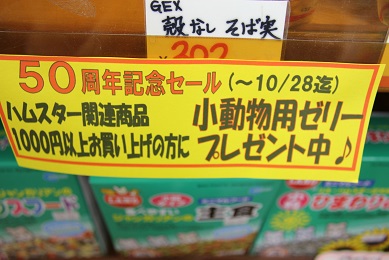 GEX
殻なし そば実
¥302
50周年記念セール (〜10/28迄)
ハムスター関連商品
1000円以上お買い上げの方に
小動物用ゼリー
プレゼント中♪
主食